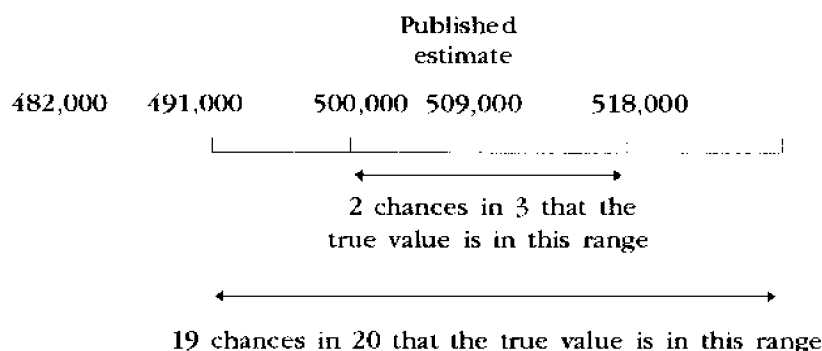 Published
estimate
482,000 491,000 500,000 509,000 518,000
2 chances in 3 that the
true value is in this range
19 chances in 20 that the true value is in this range